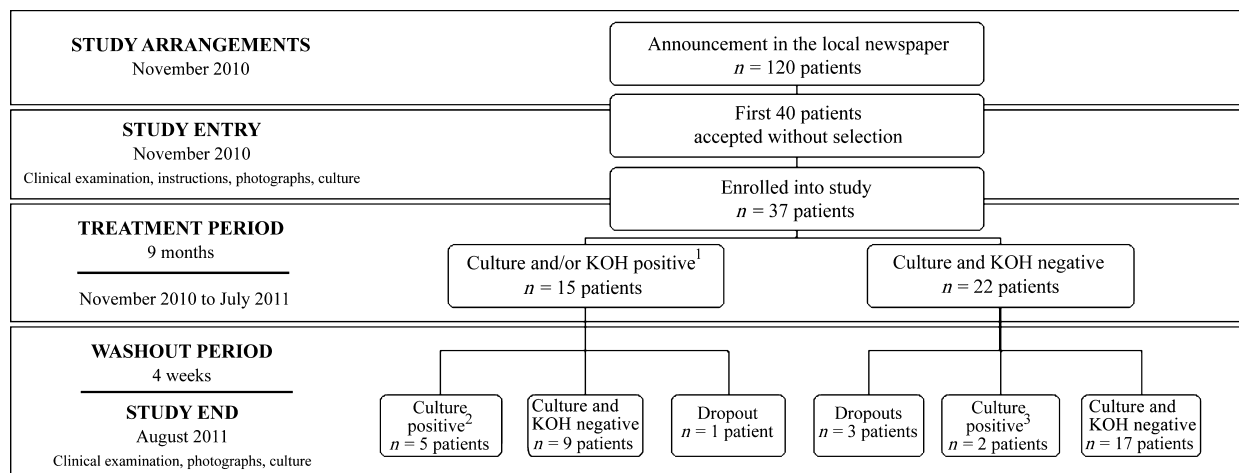 STUDY ARRANGEMENTS
November 2010
Announcement in the local newspaper
n = 120 patients
STUDY ENTRY
November 2010
Clinical examination, instructions, photographs, culture
First 40 patients
accepted without selection
Enrolled into study
n = 37 patients
TREATMENT PERIOD
9 months
November 2010 to July 2011
Culture and/or KOH positive1
n = 15 patients
Culture and KOH negative
n = 22 patients
WASHOUT PERIOD
4 weeks
STUDY END
August 2011
Clinical examination, photographs, culture
Culture
positive2
n = 5 patients
Culture and
KOH negative
n = 9 patients
Dropout
n = 1 patient
Dropouts
n = 3 patients
Culture
positive3
n = 2 patients
Culture and
KOH negative
n = 17 patients